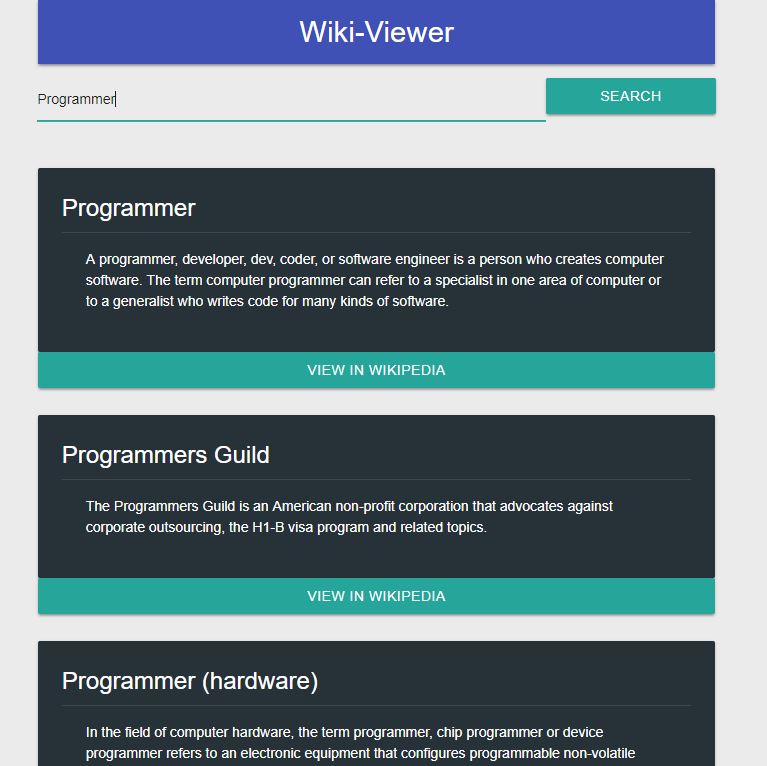 Wiki-Viewer
Programmer
SEARCH
Programmer
A programmer, developer, dev, coder, or software engineer is a person who creates computer
software. The term computer programmer can refer to a specialist in one area of computer or
to a generalist who writes code for many kinds of software.
VIEW IN WIKIPEDIA
Programmers Guild
The Programmers Guild is an American non-profit corporation that advocates against
corporate outsourcing, the H1-B visa program and related topics.
VIEW IN WIKIPEDIA
Programmer (hardware)
In the field of computer hardware, the term programmer, chip programmer or device
programmer refers to an electronic equipment that configures programmable non-volatile